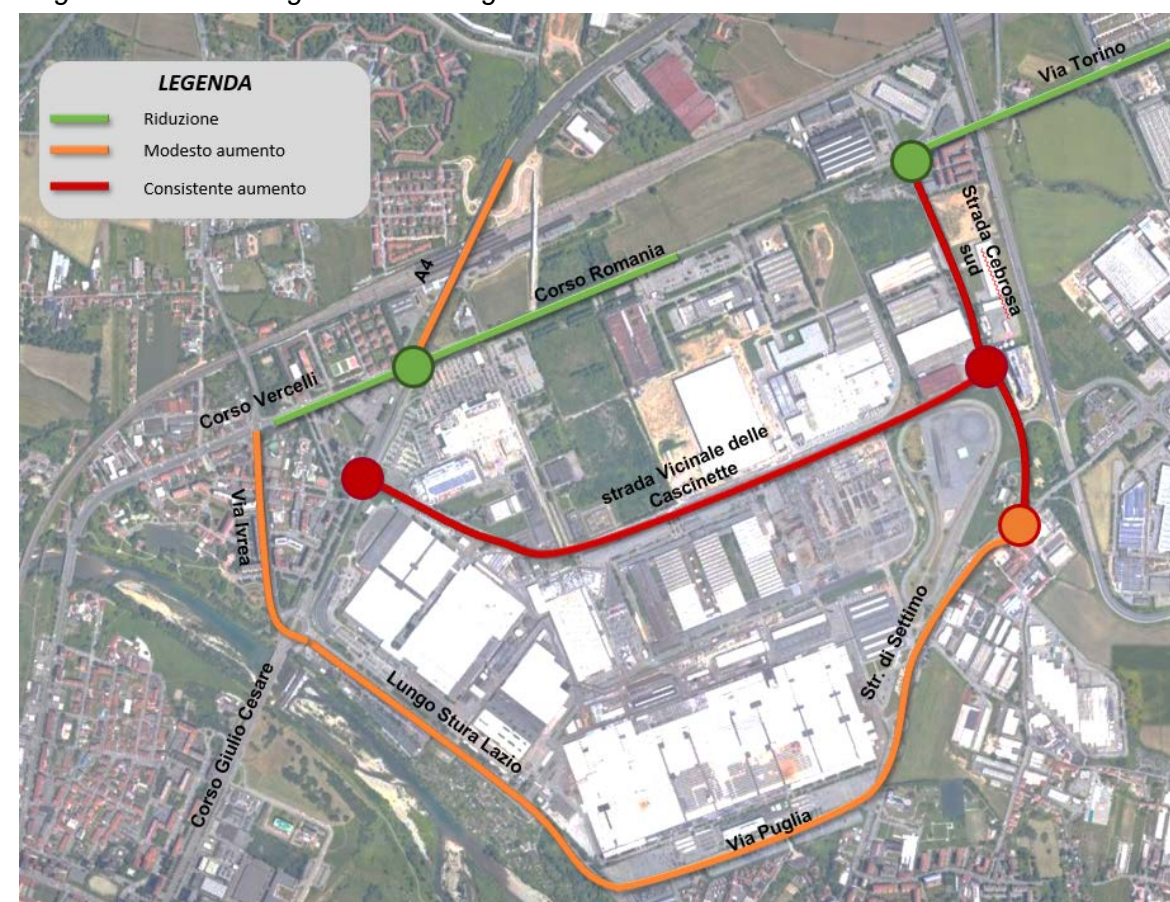 LEGENDA
Riduzione
Modesto aumento
Consistente aumento
Via Torino
Strada Cebrosa
sud
A4
Corso Romania
Corso Vercelli
strada Vicinale delle
Cascinette
Via Ivrea
Str. di Settimo
Lungo Stura Lazio
Corso Giulio Cesare
Via Puglia